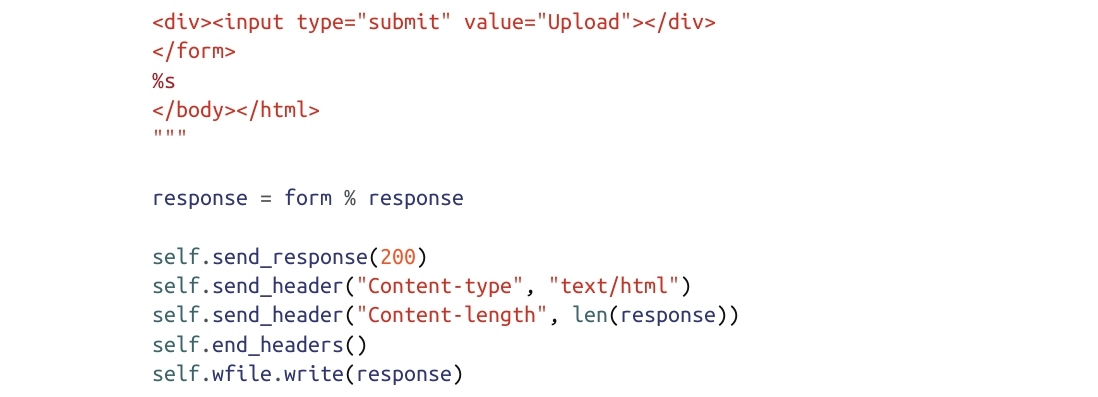 <div><input type="submit" value="Upload"></div>
</form>
%s
</body></html>
"""
response = form % response
self.send_response(200)
self.send_header("Content-type", "text/html")
self.send_header("Content-length", len(response))
self.end_headers()
self.wfile.write(response)